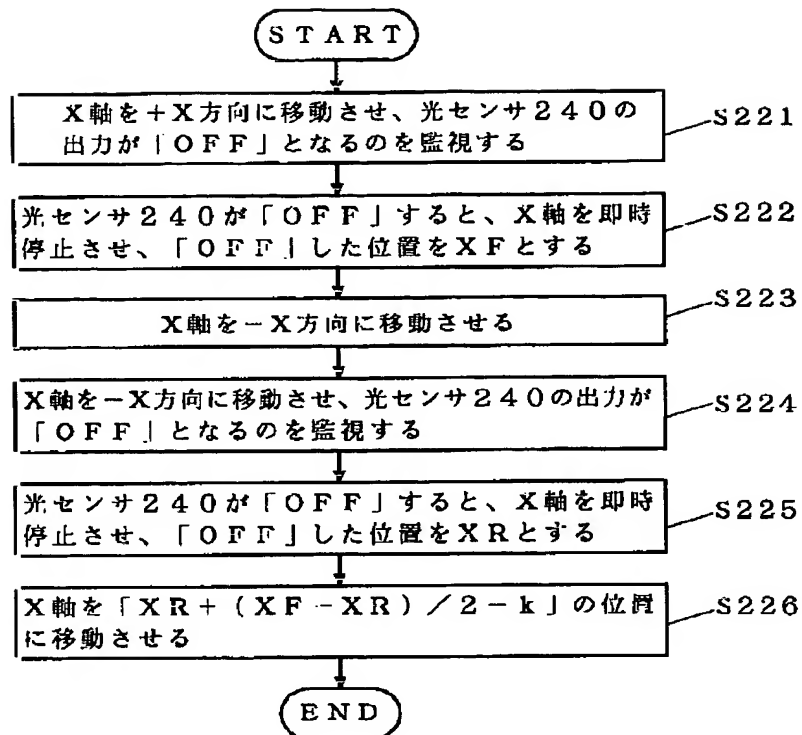 START
X軸を+X方向に移動させ、光センサ240の
出力が「OFF」となるのを監視する
S221
光センサ240が「OFF」すると、X軸を即時
停止させ、「OFF」した位置をXFとする
S222
X軸を-X方向に移動させる
S223
X軸を-X方向に移動させ、光センサ240の出力が
「OFF」となるのを監視する
S224
光センサ240が「OFF」すると、X軸を即時
停止させ、「OFF」した位置をXRとする
S225
X軸を「XR+(XF-XR)/2-k」の位置
に移動させる
S226
END